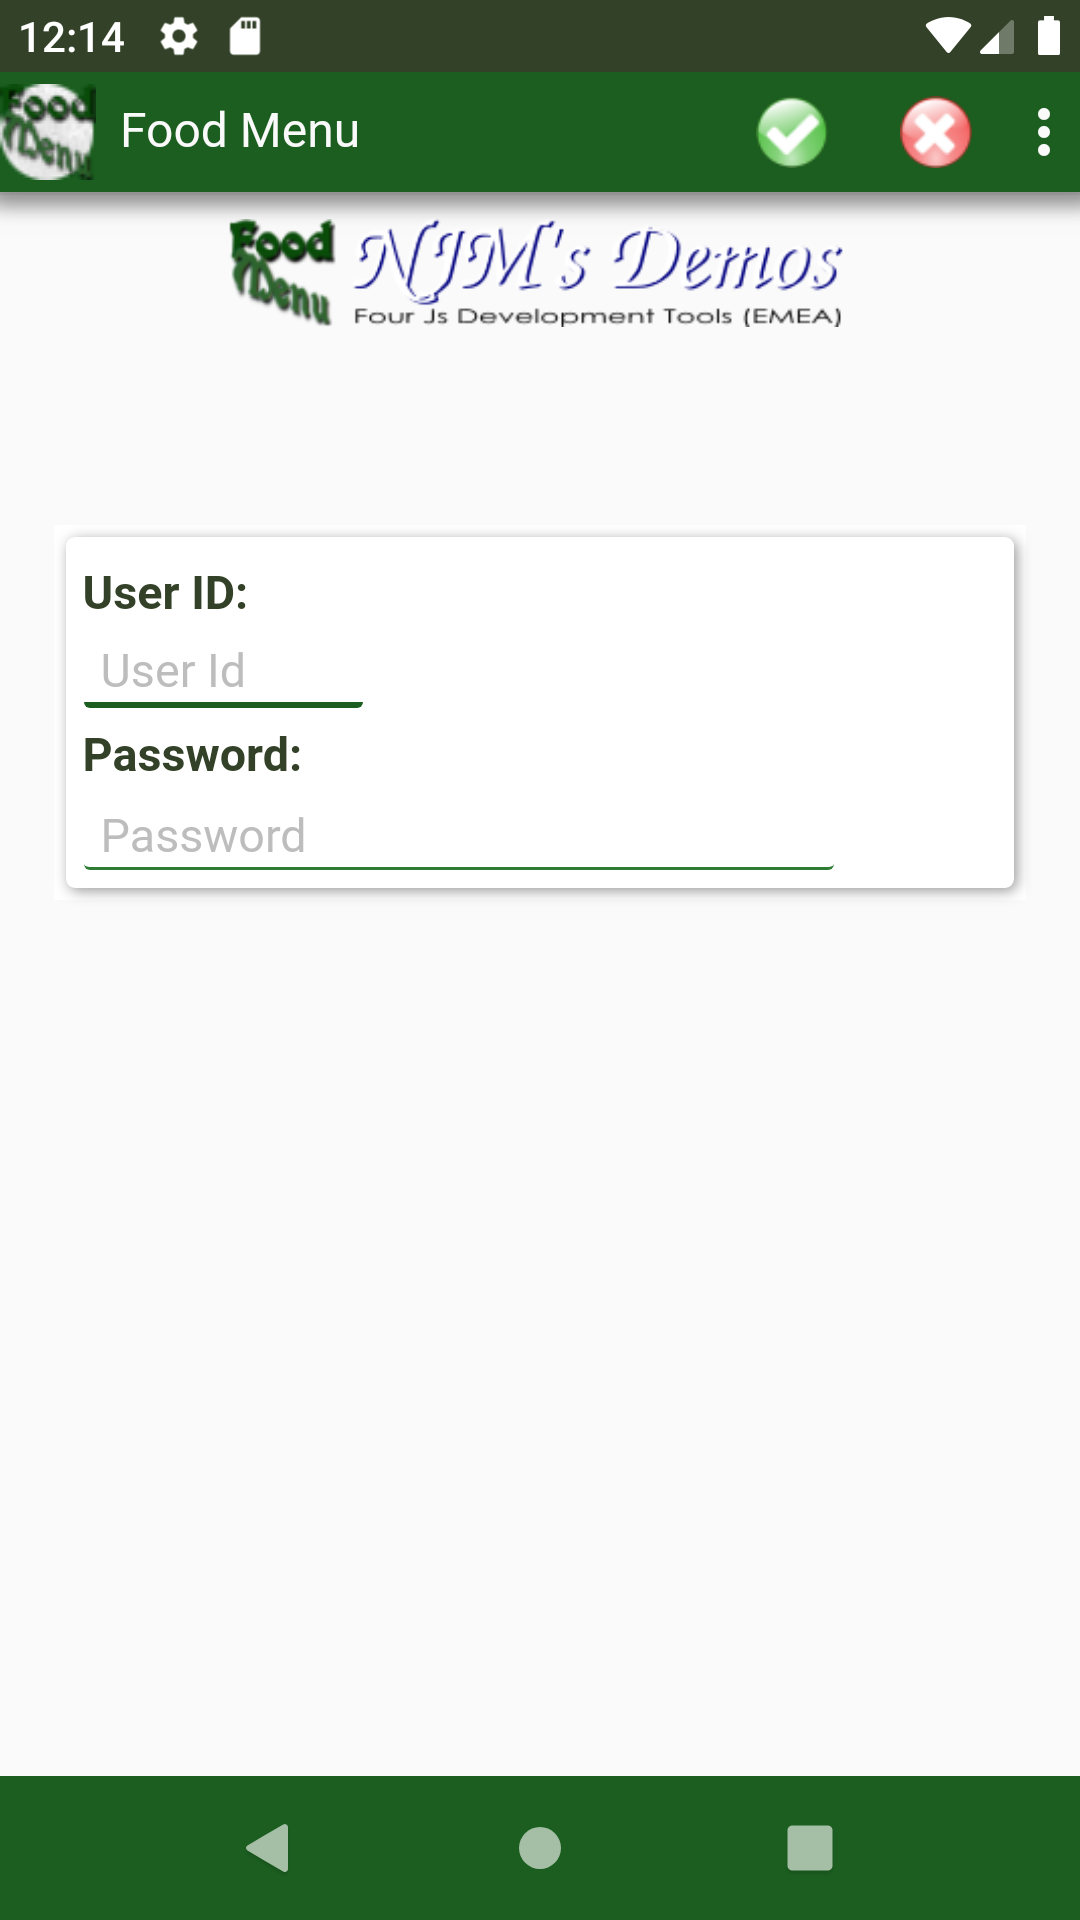 12:14
Food Menu
Food Menu
Food Menu
NJM's Demos
Four Js Development Tools (EMEA)
User ID:
User Id
Password:
Password